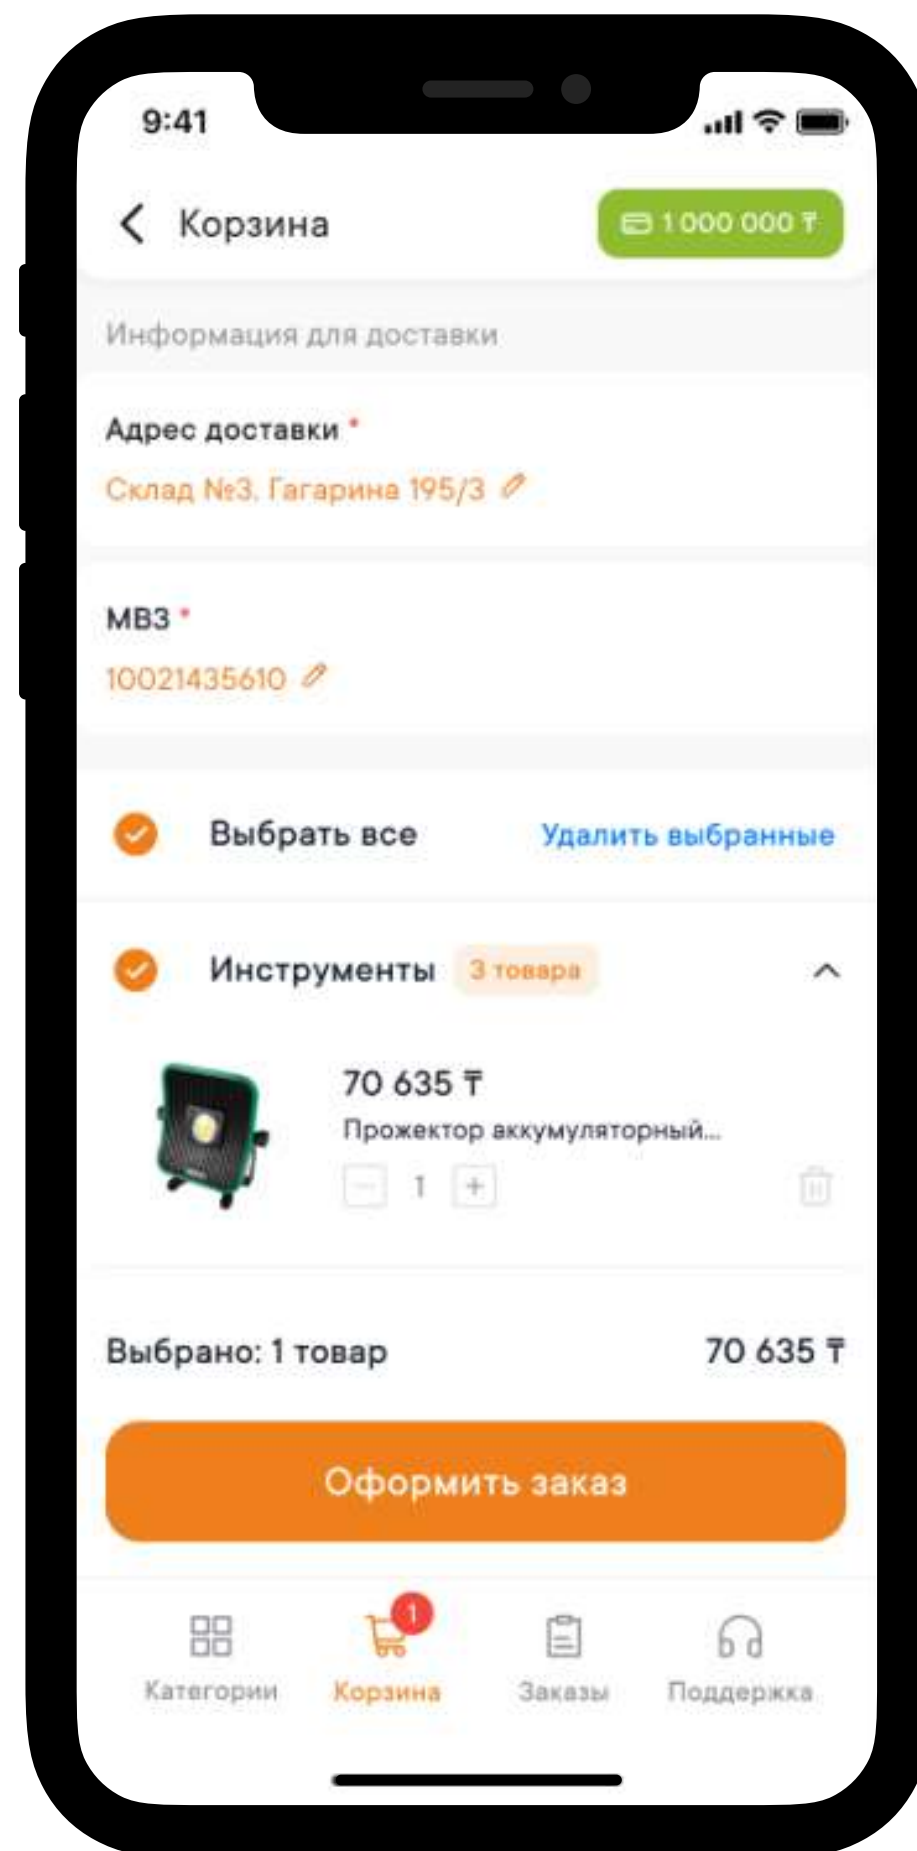 9:41
Корзина
1 000 000 ₸
Информация для доставки
Адрес доставки *
Склад №3, Гагарина 195/3
МВЗ *
10021435610
Выбрать все
Удалить выбранные
Инструменты 3 товара
70 635 ₸
Прожектор аккумуляторный...
1
Выбрано: 1 товар
70 635 ₸
Оформить заказ
1
Категории
Корзина
Заказы
Поддержка